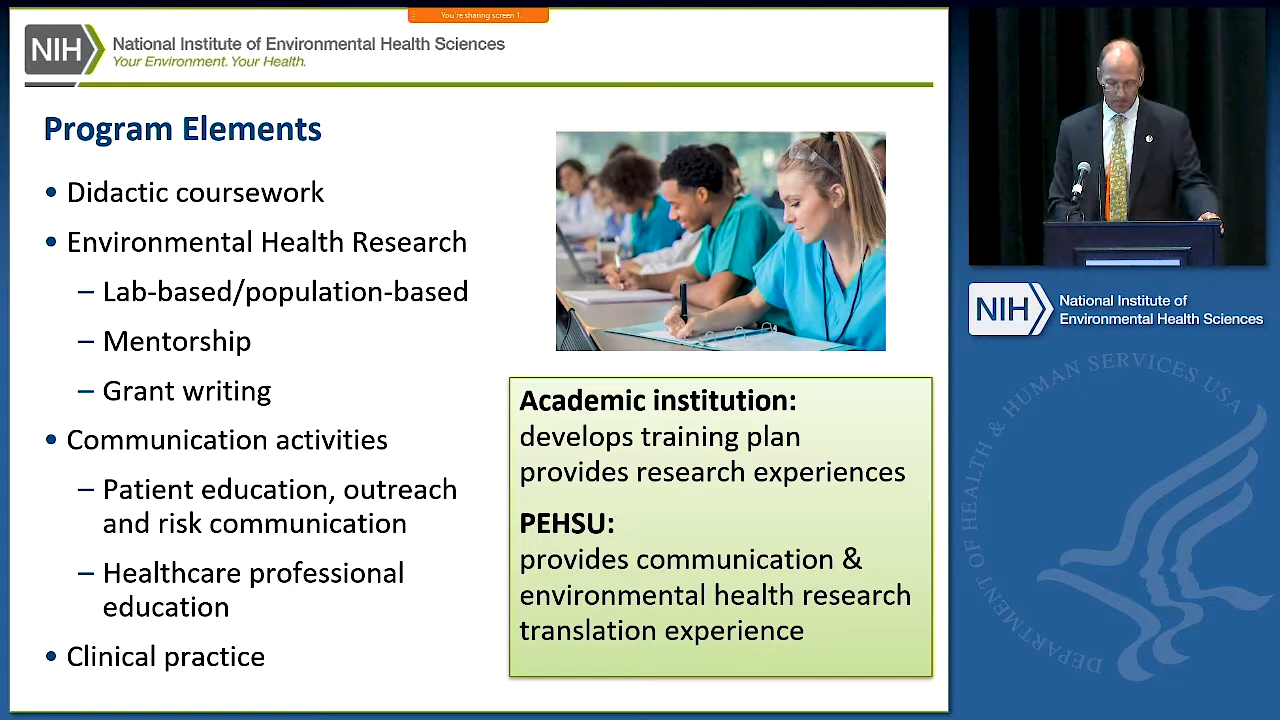 You're sharing screen 1.
NIH
National Institute of Environmental Health Sciences
Your Environment. Your Health.
Program Elements
• Didactic coursework
• Environmental Health Research
– Lab-based/population-based
– Mentorship
– Grant writing
• Communication activities
– Patient education, outreach
and risk communication
– Healthcare professional
education
• Clinical practice
Academic institution:
develops training plan
provides research experiences
PEHSU:
provides communication &
environmental health research
translation experience
NIH
National Institute of
Environmental Health Sciences
DEPARTMENT OF HEALTH & HUMAN SERVICES USA